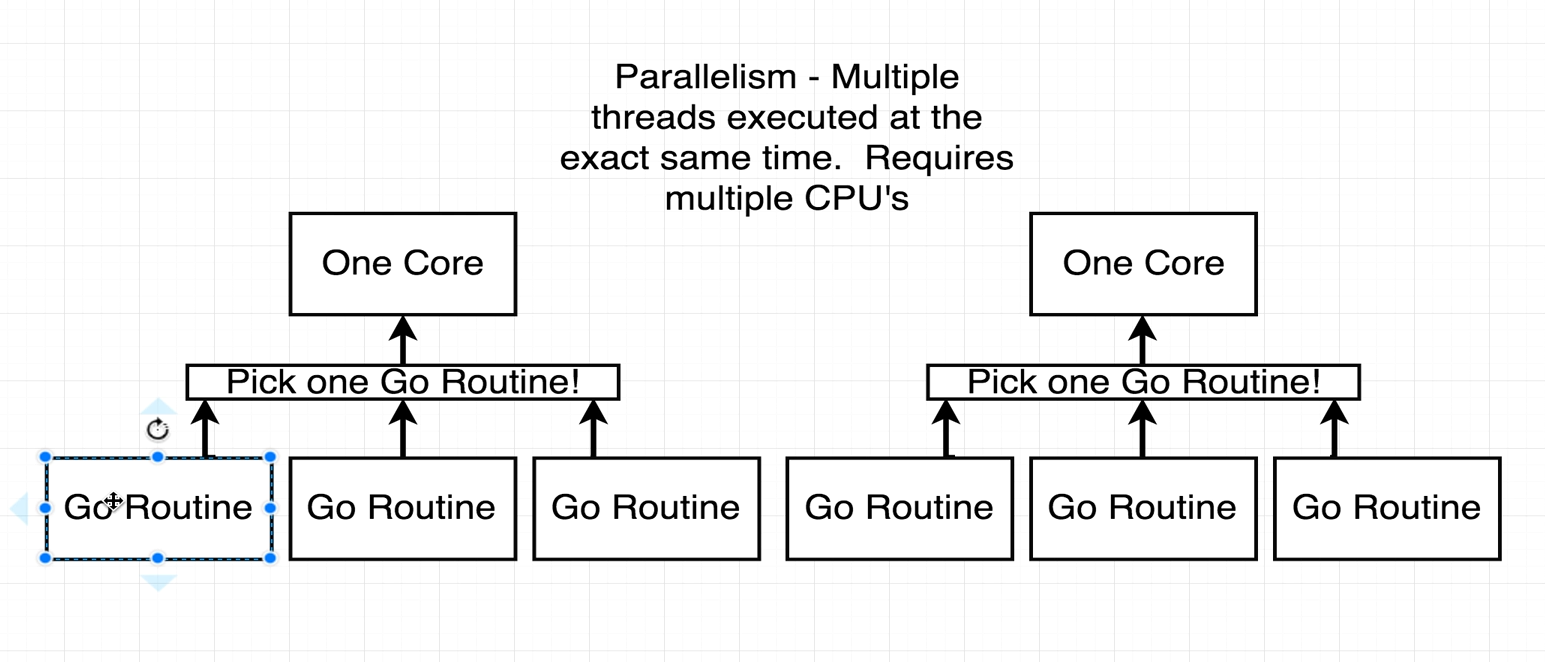 Parallelism - Multiple
threads executed at the
exact same time.  Requires
multiple CPU's
One Core
One Core
Pick one Go Routine!
Pick one Go Routine!
Go Routine
Go Routine
Go Routine
Go Routine
Go Routine
Go Routine